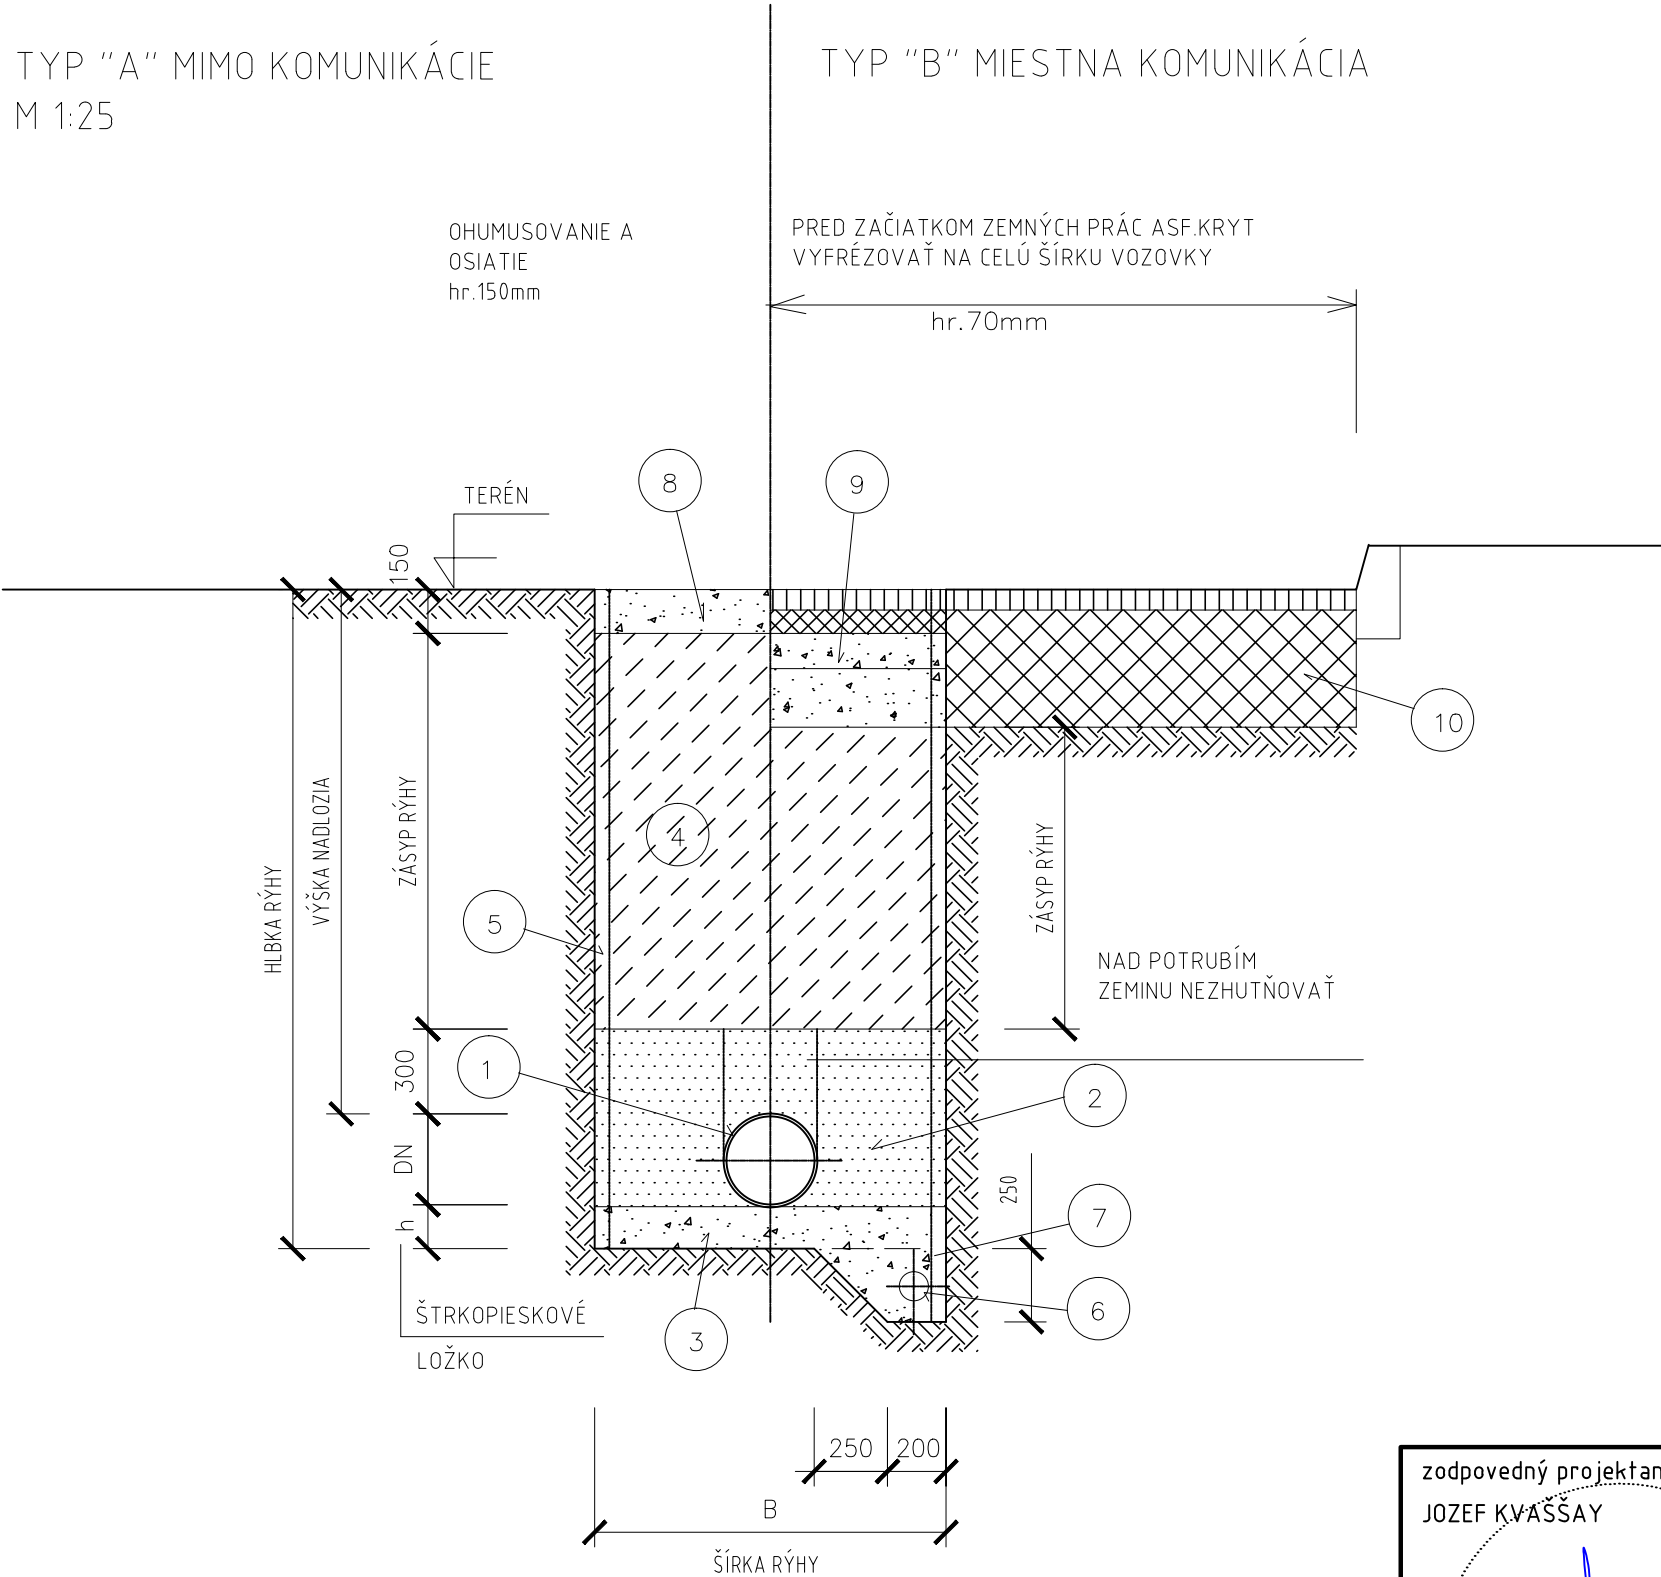 TYP "A" MIMO KOMUNIKÁCIE
M 1:25
TYP "B" MIESTNA KOMUNIKÁCIA
OHUMUSOVANIE A
OSIATIE
hr.150mm
PRED ZAČIATKOM ZEMNÝCH PRÁC ASF.KRYT
VYFRÉZOVAŤ NA CELÚ ŠÍRKU VOZOVKY
hr.70mm
8
9
TERÉN
150
10
HLBKA RÝHY
VÝŠKA NADLOZIA
ZÁSYP RÝHY
4
5
ZÁSYP RÝHY
NAD POTRUBÍM
ZEMINU NEZHUTŇOVAŤ
300
1
2
DN
250
7
h
6
ŠTRKOPIESKOVÉ
LOŽKO
3
250
200
B
ŠÍRKA RÝHY
zodpovedný projektan
JOZEF KVAŠŠAY